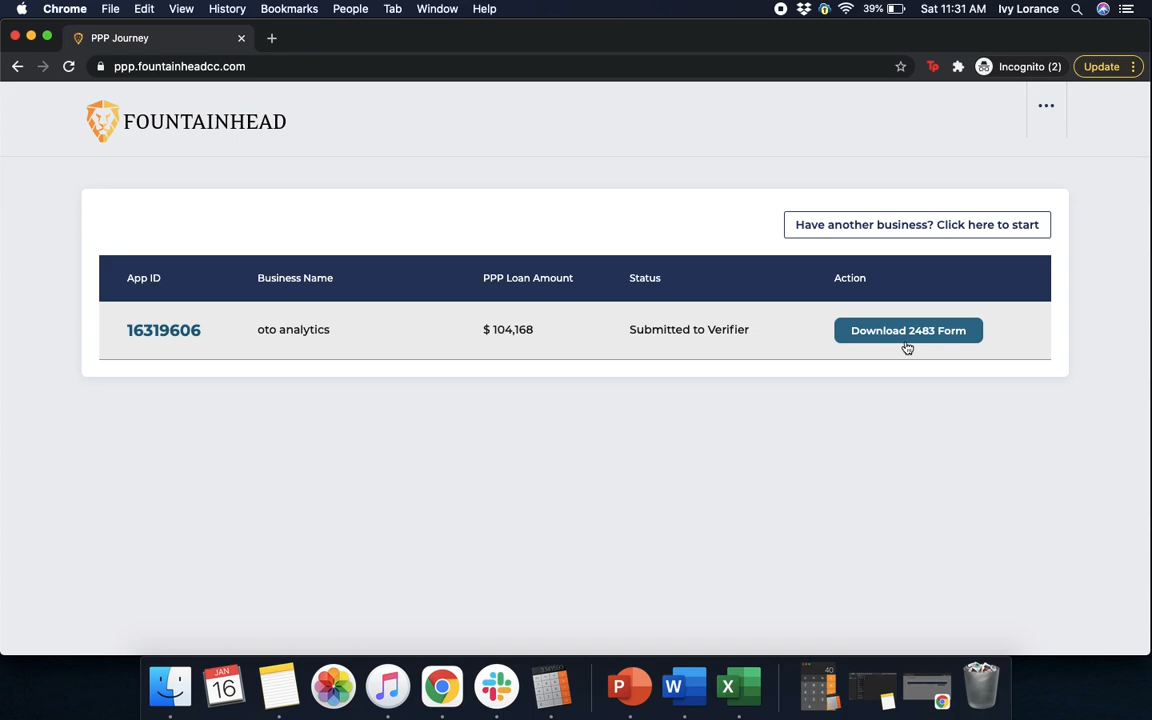 Chrome File Edit View History Bookmarks People Tab Window Help 39% Sat 11:31 AM Ivy Lorance
PPP Journey
ppp.fountainheadcc.com Tp Incognito (2) Update
FOUNTAINHEAD
Have another business? Click here to start
App ID Business Name PPP Loan Amount Status Action
16319606 oto analytics $ 104,168 Submitted to Verifier Download 2483 Form
JAN
16 P W X 40